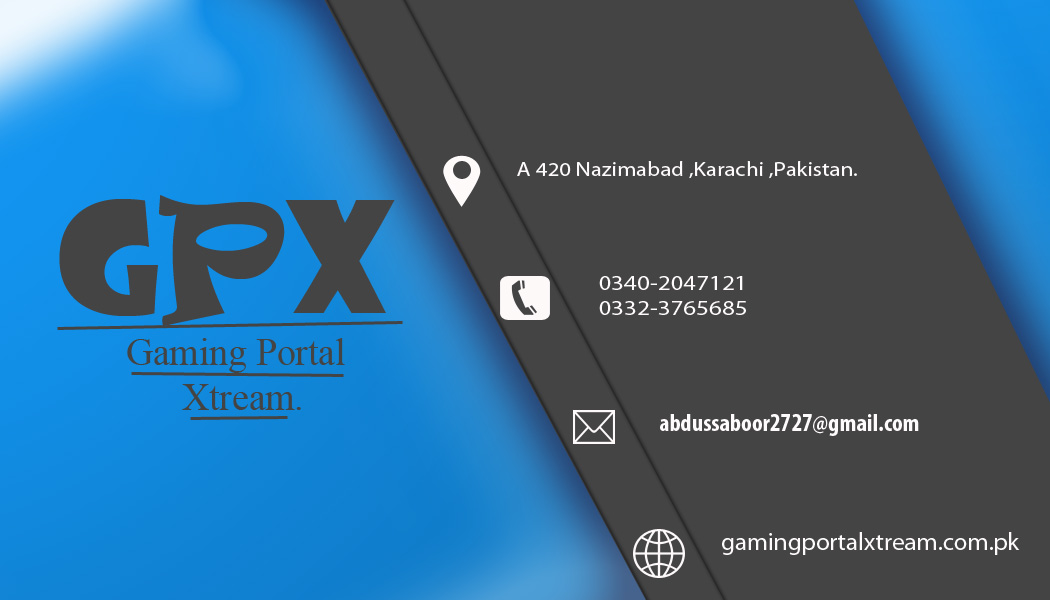 GPX
Gaming Portal
Xtream.
A 420 Nazimabad ,Karachi ,Pakistan.
0340-2047121
0332-3765685
abdussaboor2727@gmail.com
gamingportalxtream.com.pk